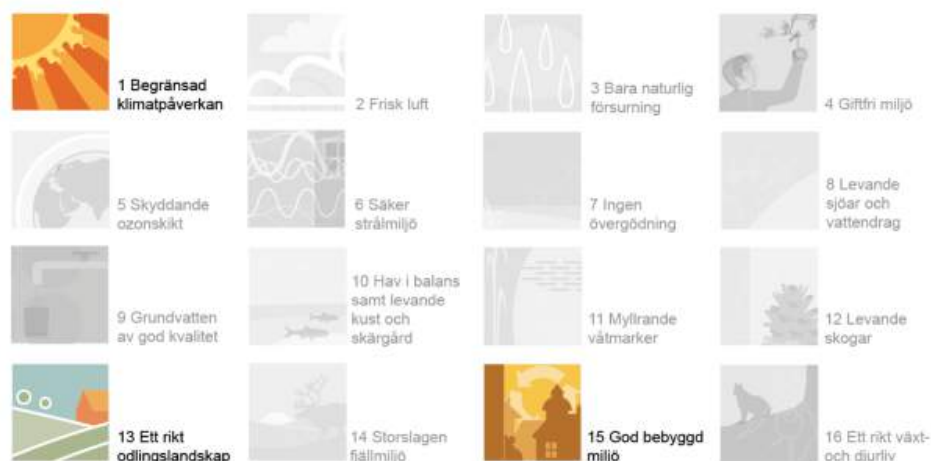 1 Begränsad
klimatpåverkan
2 Frisk luft
3 Bara naturlig
försurning
4 Giftfri miljö
5 Skyddande
ozonskikt
6 Säker
strålmiljö
7 Ingen
övergödning
8 Levande
sjöar och
vattendrag
9 Grundvatten
av god kvalitet
10 Hav i balans
samt levande
kust och
skärgård
11 Myllrande
våtmarker
12 Levande
skogar
13 Ett rikt
odlingslandskap
14 Storslagen
fjällmiljö
15 God bebyggd
miljö
16 Ett rikt växt-
och djurliv